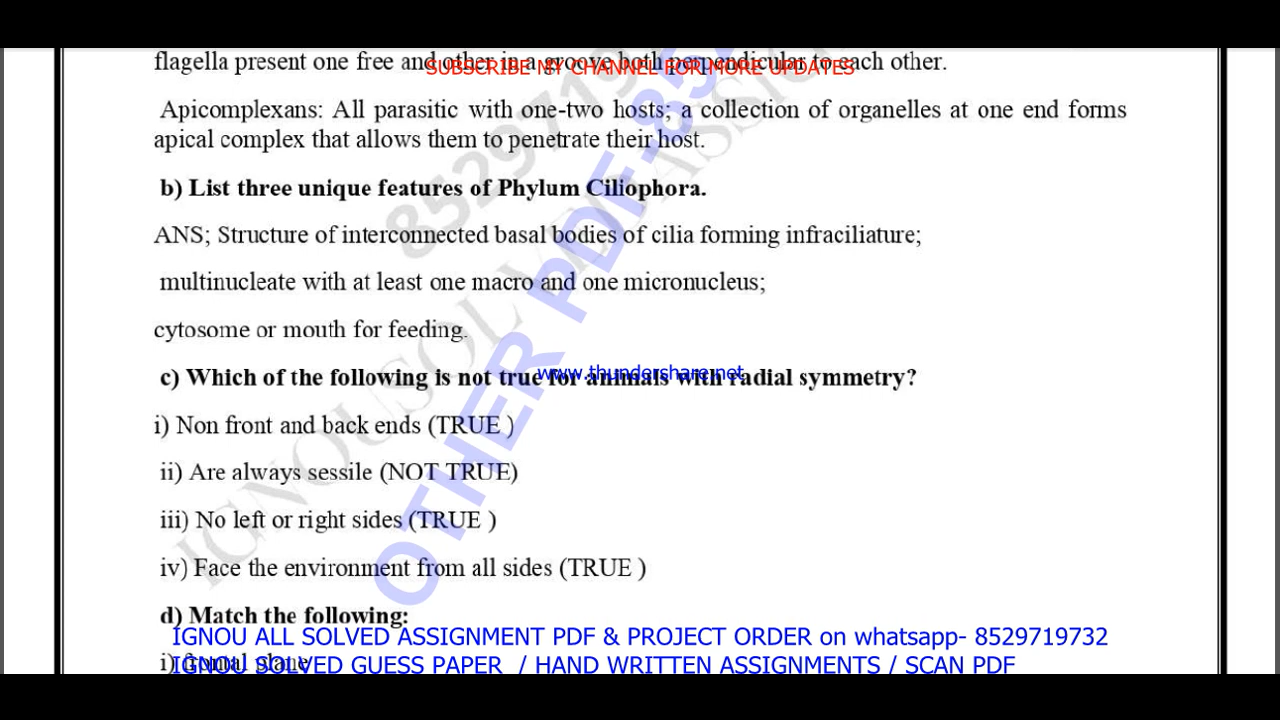 flagella present one free and other in a groove both perpendicular to each other.
SUBSCRIBE MY CHANNEL FOR MORE UPDATES
Apicomplexans: All parasitic with one-two hosts; a collection of organelles at one end forms
apical complex that allows them to penetrate their host.
b) List three unique features of Phylum Ciliophora.
ANS; Structure of interconnected basal bodies of cilia forming infraciliature;
multinucleate with at least one macro and one micronucleus;
cytosome or mouth for feeding.
c) Which of the following is not true for animals with radial symmetry?
www.thundershare.net
i) Non front and back ends (TRUE )
ii) Are always sessile (NOT TRUE)
iii) No left or right sides (TRUE )
iv) Face the environment from all sides (TRUE )
d) Match the following:
IGNOU ALL SOLVED ASSIGNMENT PDF & PROJECT ORDER on whatsapp- 8529719732
i) frontal plane
IGNOU SOLVED GUESS PAPER / HAND WRITTEN ASSIGNMENTS / SCAN PDF
OTHER PDF-852
8529719
IGNOUSOL